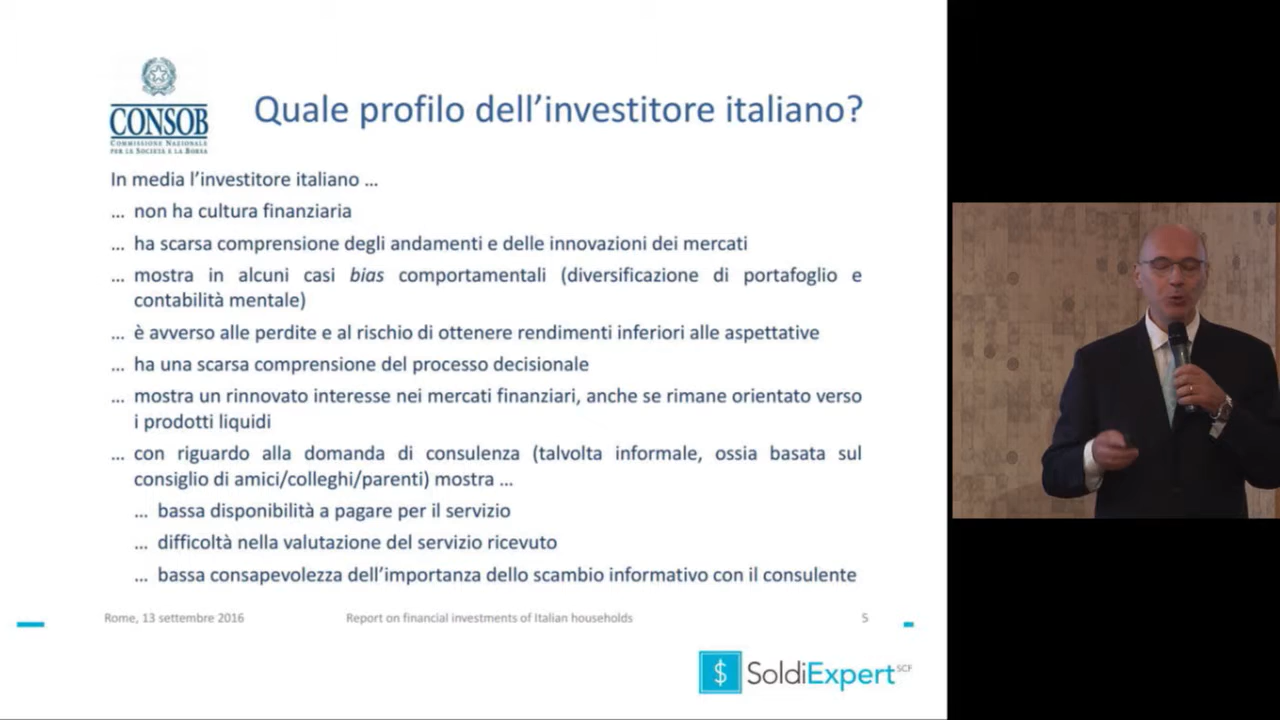 CONSOB
COMMISSIONE NAZIONALE
PER LE SOCIETÀ E LA BORSA
Quale profilo dell'investitore italiano?
In media l'investitore italiano …
… non ha cultura finanziaria
… ha scarsa comprensione degli andamenti e delle innovazioni dei mercati
… mostra in alcuni casi bias comportamentali (diversificazione di portafoglio e
contabilità mentale)
… è avverso alle perdite e al rischio di ottenere rendimenti inferiori alle aspettative
… ha una scarsa comprensione del processo decisionale
… mostra un rinnovato interesse nei mercati finanziari, anche se rimane orientato verso
i prodotti liquidi
… con riguardo alla domanda di consulenza (talvolta informale, ossia basata sul
consiglio di amici/colleghi/parenti) mostra …
… bassa disponibilità a pagare per il servizio
… difficoltà nella valutazione del servizio ricevuto
… bassa consapevolezza dell'importanza dello scambio informativo con il consulente
Rome, 13 settembre 2016 Report on financial investments of Italian households 5
$ SoldiExpert SCF